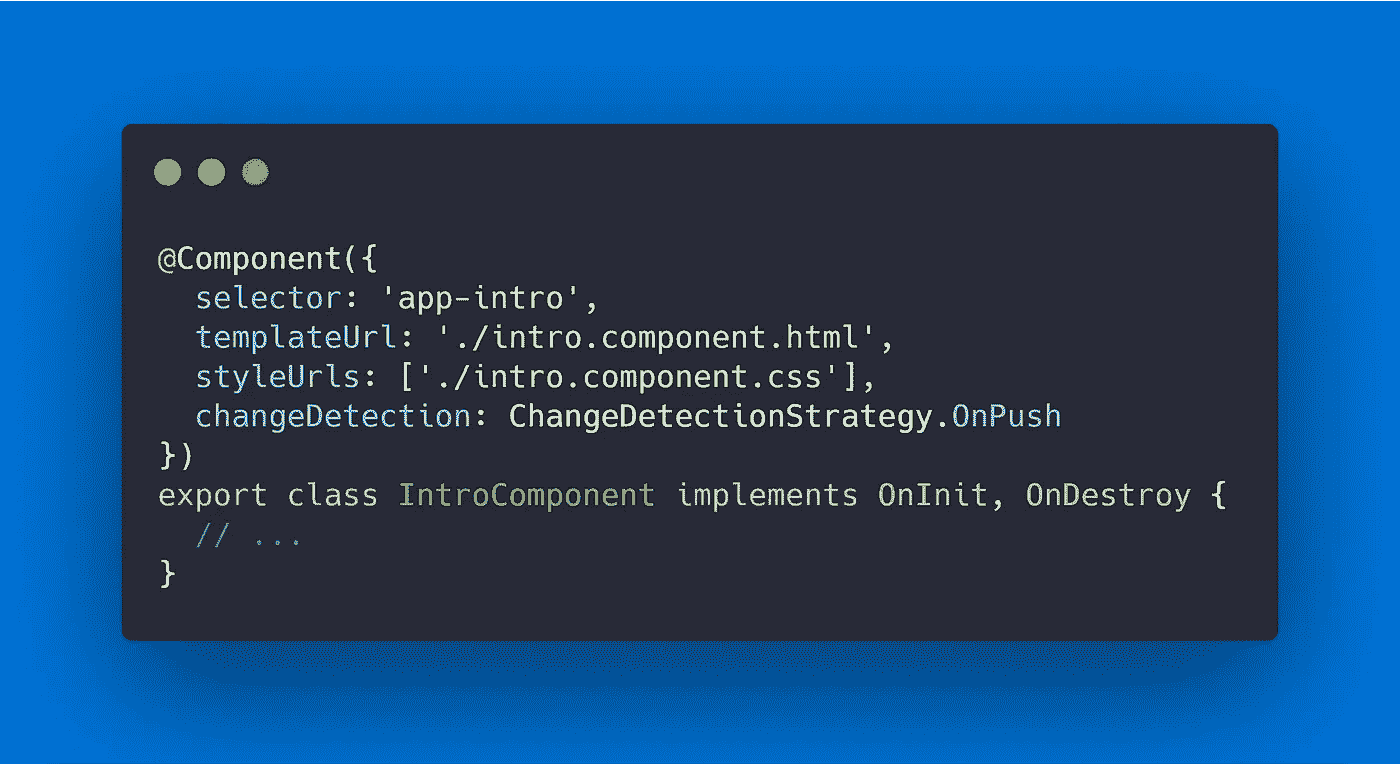 @Component({
  selector: 'app-intro',
  templateUrl: './intro.component.html',
  styleUrls: ['./intro.component.css'],
  changeDetection: ChangeDetectionStrategy.OnPush
})
export class IntroComponent implements OnInit, OnDestroy {
  // ...
}